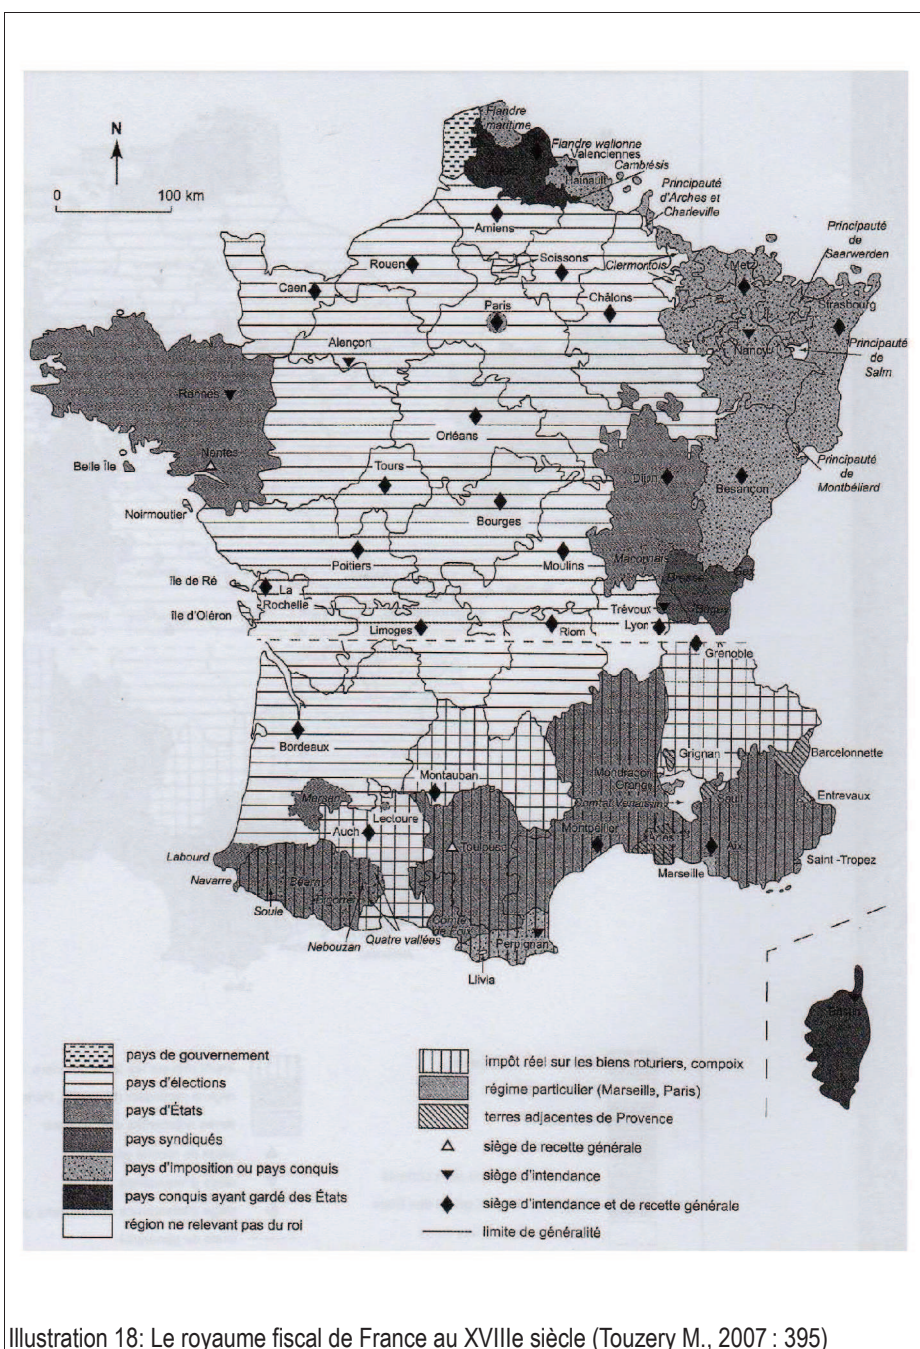 N
0 100 km
Flandre
maritime
Flandre wallonne
Valenciennes
Cambrésis
Hainault
Principauté
d'Arches et
Charleville
Amiens
Principauté
de
Saarwerden
Rouen
Soissons
Clermontois
Metz
Caen
Paris
Châlons
Strasbourg
Alençon
Nancy
Principauté
de
Salm
Rennes
Orléans
Nantes
Belle Île
Tours
Dijon
Besançon
Principauté
de
Montbéliard
Noirmoutier
Bourges
Poitiers
Moulins
Maconnais
Bresse
Gex
île de Ré
La
Rochelle
Trévoux
Bugey
île d'Oléron
Limoges
Riom
Lyon
Grenoble
Bordeaux
Grignan
Barcelonnette
Montauban
Mondragon
Orange
Marsan
Comtat Venaissin
Sault
Entrevaux
Lectoure
Auch
Montpellier
Arles
Toulouse
Aix
Labourd
Marseille
Saint -Tropez
Navarre
Béarn
Bigorre
Soule
Comté
de Foix
Nebouzan
Quatre vallées
Perpignan
Llivia
Bastia
pays de gouvernement
pays d'élections
pays d'États
pays syndiqués
pays d'Imposition ou pays conquis
pays conquis ayant gardé des États
région ne relevant pas du roi
impôt réel sur les biens roturiers, compoix
régime particulier (Marseille, Paris)
terres adjacentes de Provence
siège de recette générale
siège d'intendance
siège d'intendance et de recette générale
limite de généralité
Illustration 18: Le royaume fiscal de France au XVIIIe siècle (Touzery M., 2007 : 395)